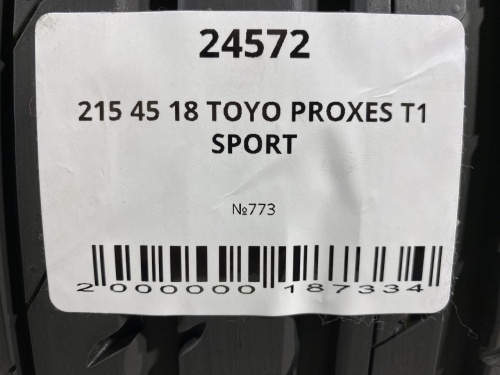 24572
215 45 18 TOYO PROXES T1
SPORT
№773
2 000000 187334